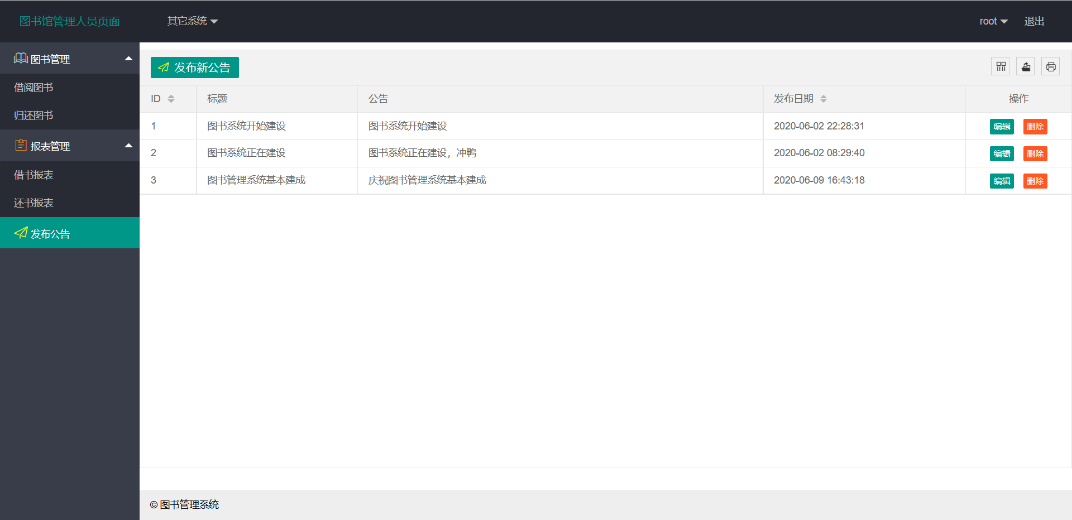 图书馆管理人员页面 其它系统 root 退出
图书管理
借阅图书
归还图书
报表管理
借书报表
还书报表
发布公告
发布新公告
ID 标题 公告 发布日期 操作
1 图书系统开始建设 图书系统开始建设 2020-06-02 22:28:31 编辑 删除
2 图书系统正在建设 图书系统正在建设，冲鸭 2020-06-02 08:29:40 编辑 删除
3 图书管理系统基本建成 庆祝图书管理系统基本建成 2020-06-09 16:43:18 编辑 删除
© 图书管理系统